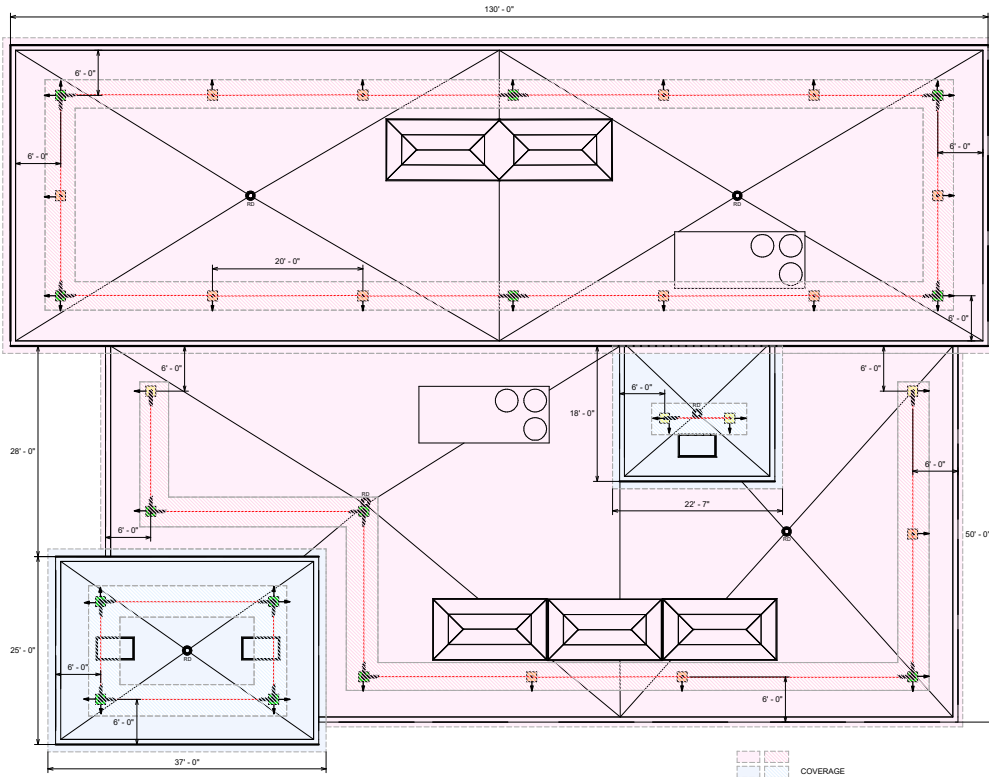 130' - 0"
6' - 0"
6' - 0"
6' - 0"
RD
RD
20' - 0"
6' - 0"
6' - 0"
6' - 0"
6' - 0"
18' - 0"
RD
28' - 0"
6' - 0"
RD
22' - 7"
6' - 0"
50' - 0"
RD
25' - 0"
RD
6' - 0"
6' - 0"
6' - 0"
37' - 0"
COVERAGE